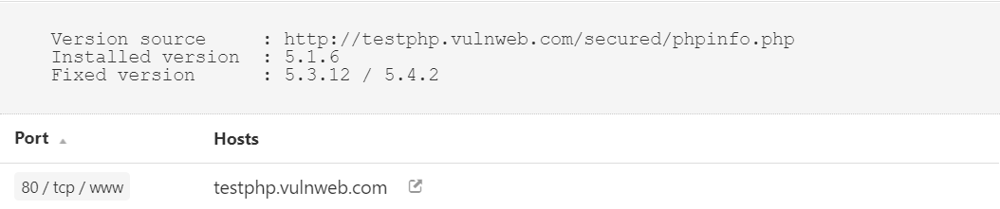 Version source     : http://testphp.vulnweb.com/secured/phpinfo.php
Installed version  : 5.1.6
Fixed version      : 5.3.12 / 5.4.2
Port Hosts
80 / tcp / www testphp.vulnweb.com